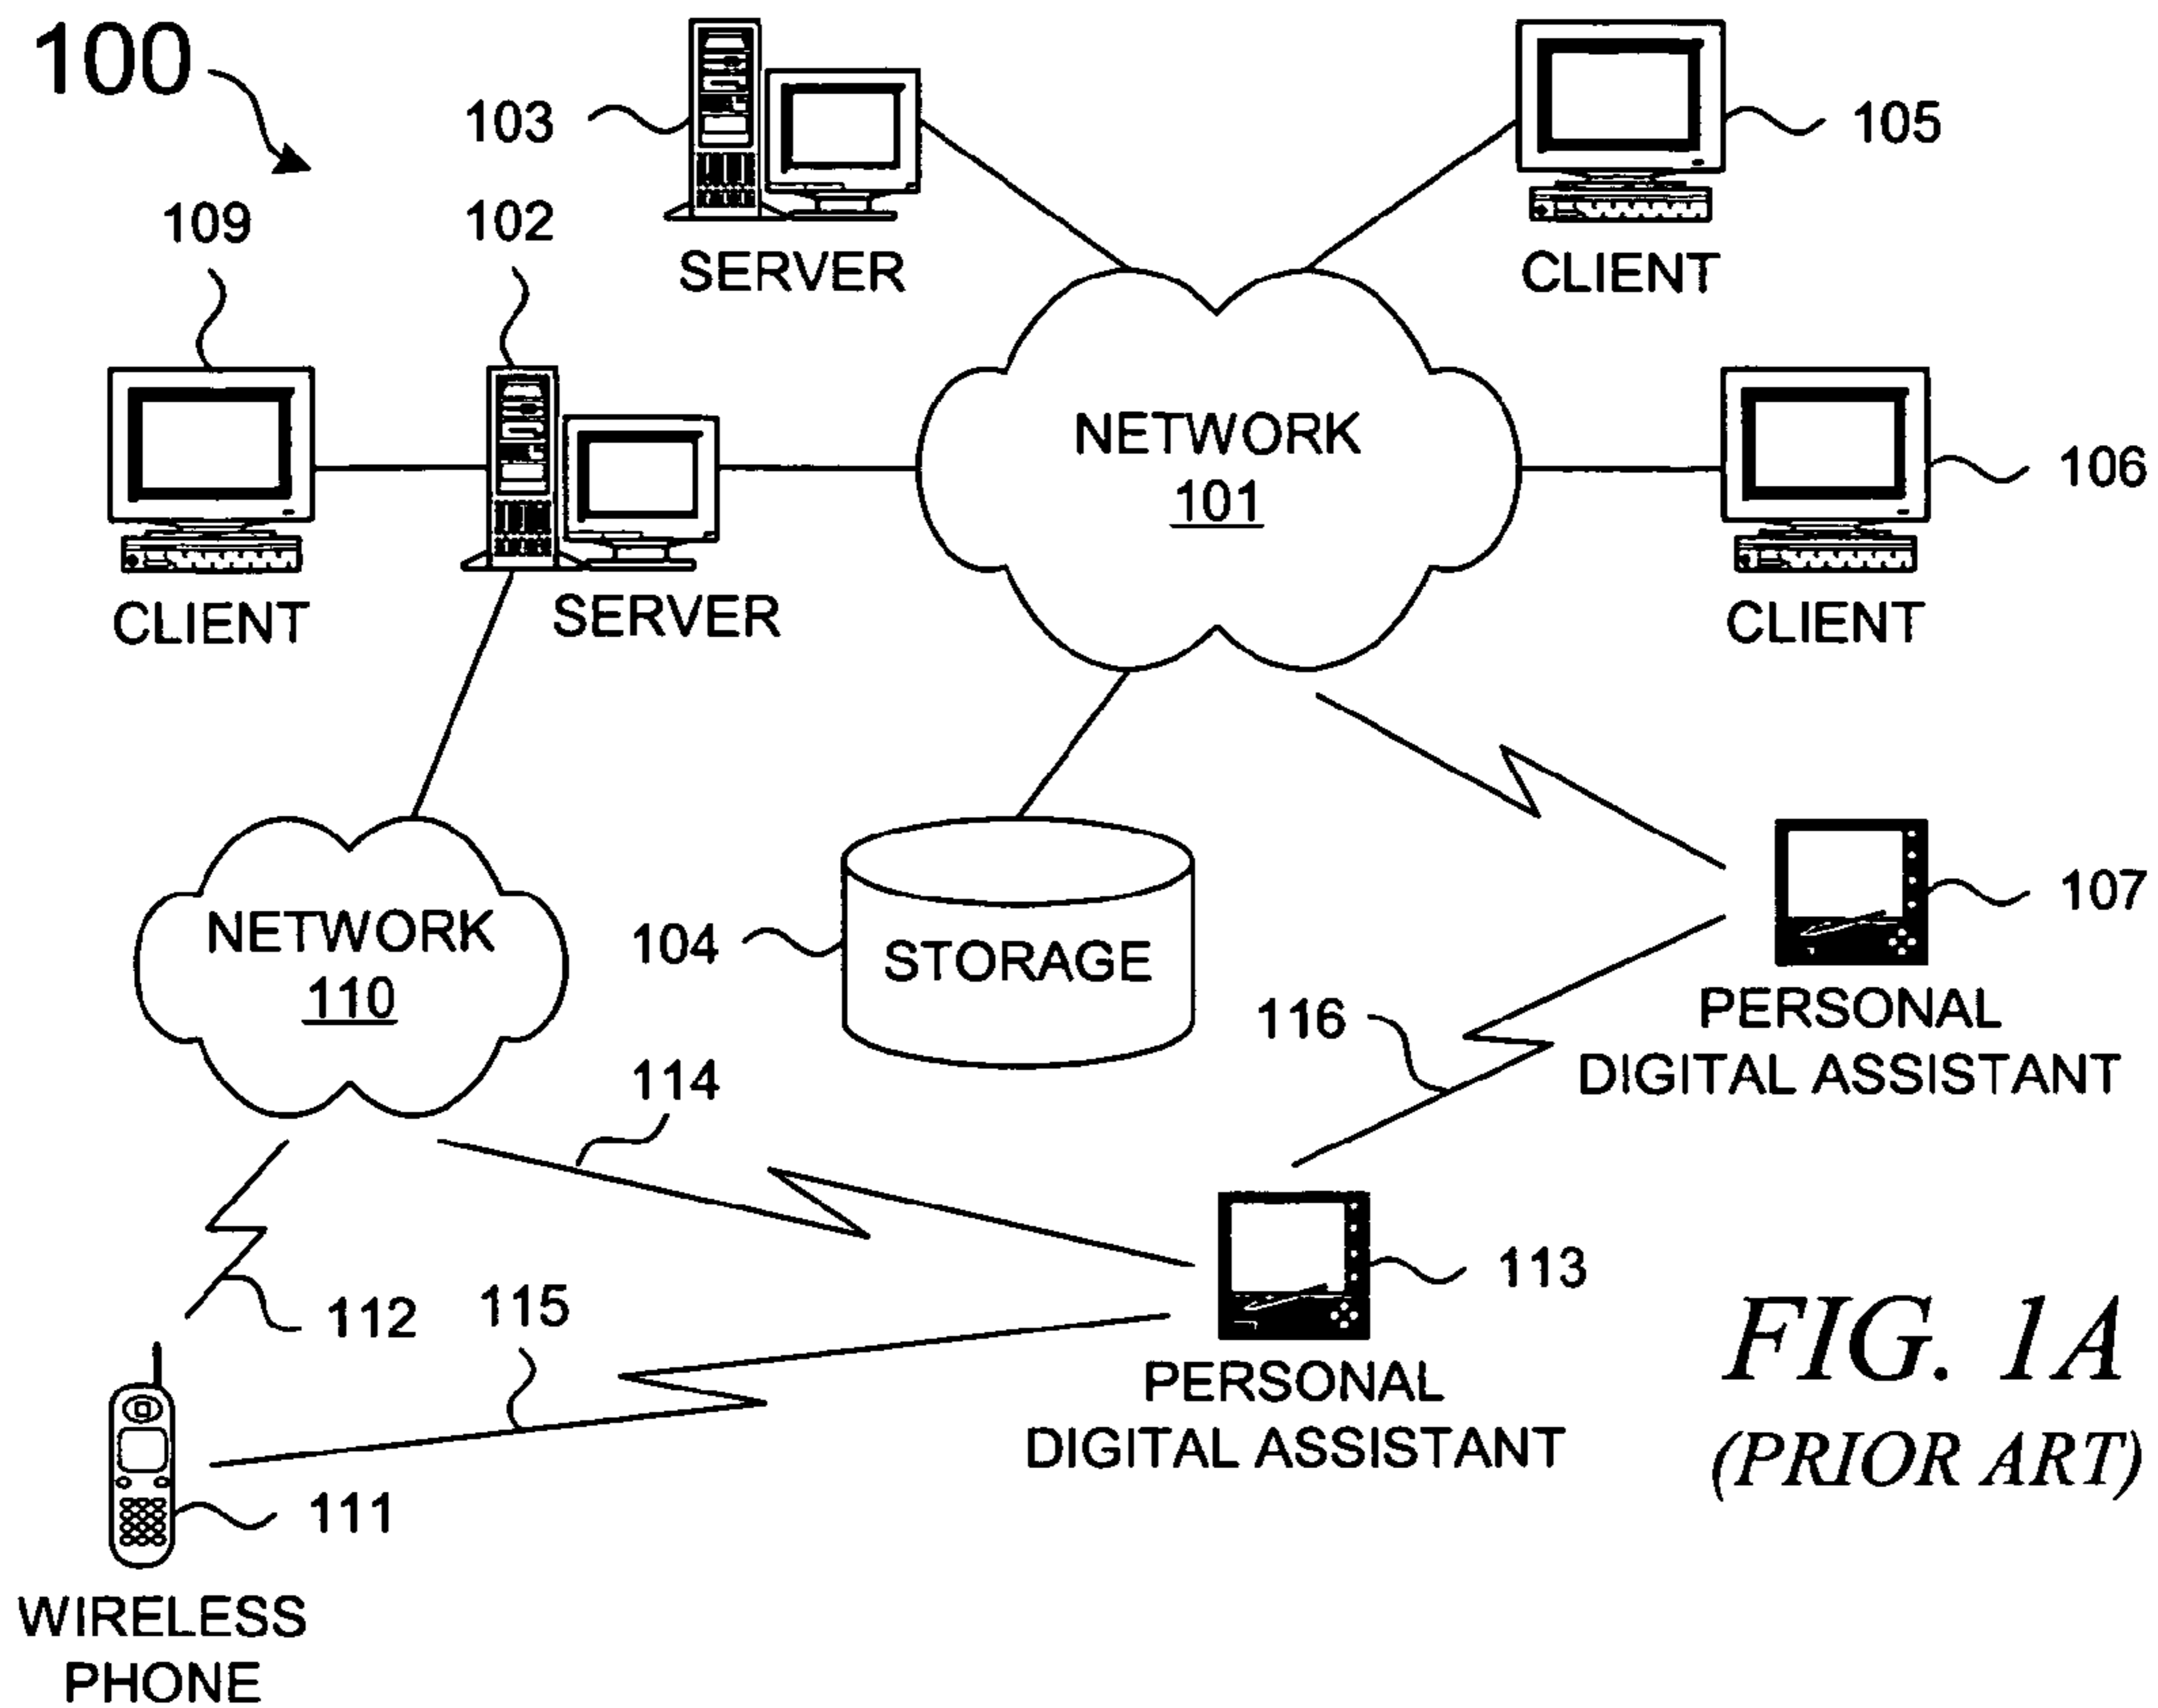 100
103
105
109
102
SERVER
CLIENT
NETWORK
101
106
CLIENT
SERVER
CLIENT
107
NETWORK
110
104
STORAGE
116
PERSONAL
DIGITAL ASSISTANT
114
113
112
115
FIG. 1A
(PRIOR ART)
PERSONAL
DIGITAL ASSISTANT
111
WIRELESS
PHONE